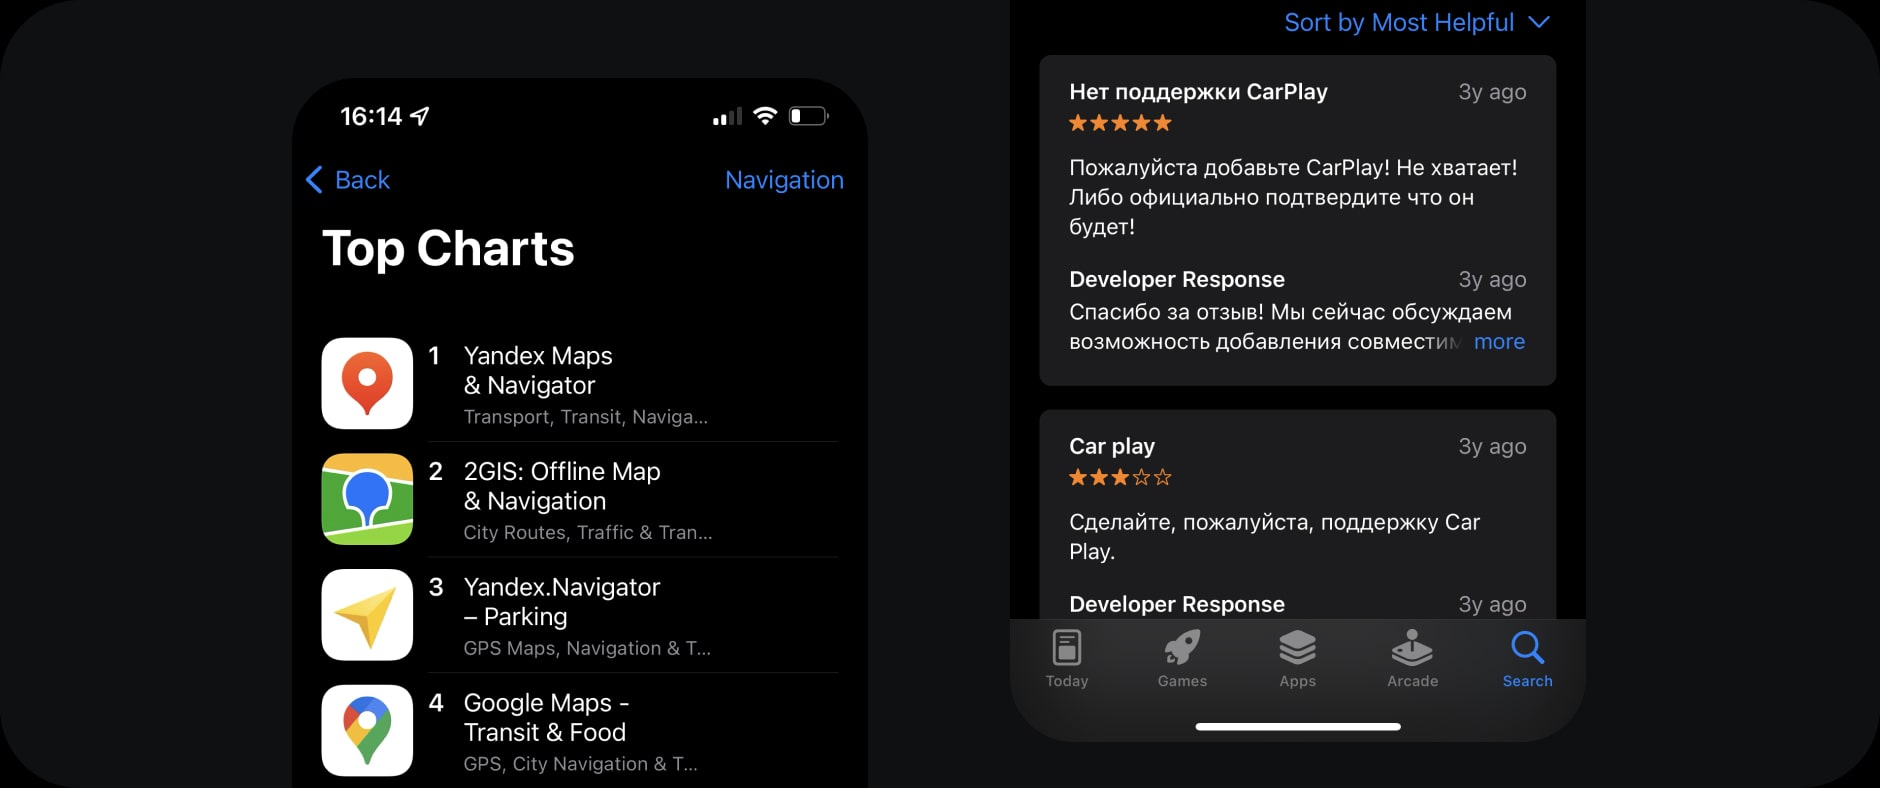 16:14
Back
Navigation
Top Charts
1 Yandex Maps
& Navigator
Transport, Transit, Naviga...
2 2GIS: Offline Map
& Navigation
City Routes, Traffic & Tran...
3 Yandex.Navigator
– Parking
GPS Maps, Navigation & T...
4 Google Maps -
Transit & Food
GPS, City Navigation & T...
Sort by Most Helpful
Нет поддержки CarPlay 3y ago
Пожалуйста добавьте CarPlay! Не хватает!
Либо официально подтвердите что он
будет!
Developer Response 3y ago
Спасибо за отзыв! Мы сейчас обсуждаем
возможность добавления совместим more
Car play 3y ago
Сделайте, пожалуйста, поддержку Car
Play.
Developer Response 3y ago
Today
Games
Apps
Arcade
Search